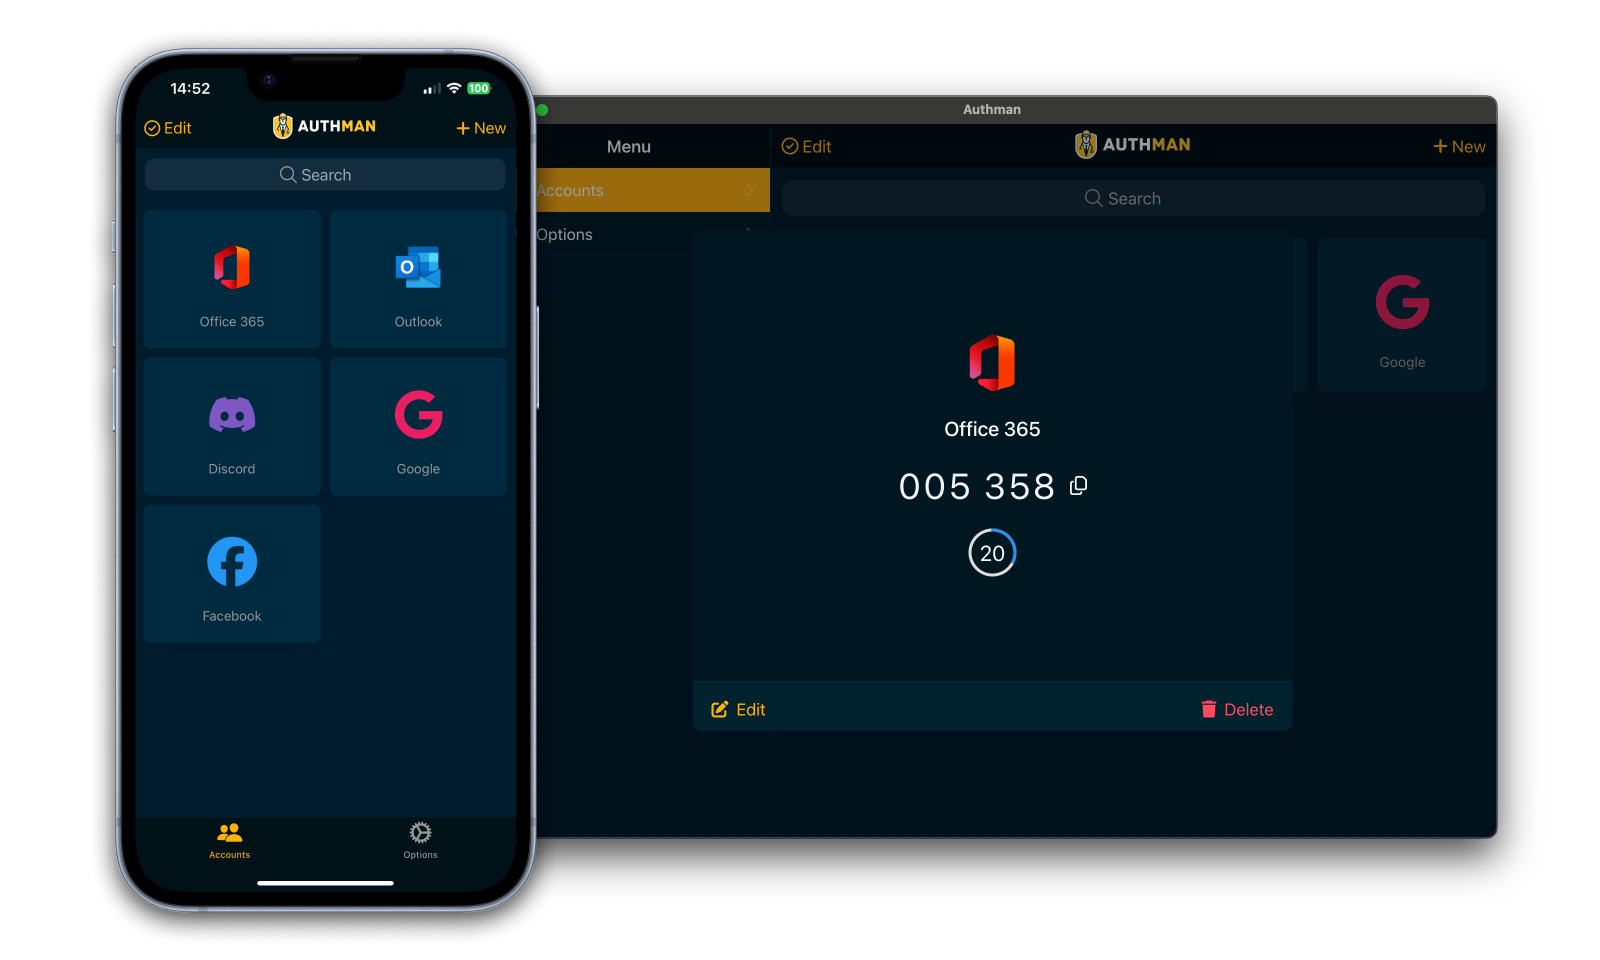 14:52
100
Edit
AUTHMAN
New
Search
Office 365
Outlook
Discord
Google
Facebook
Accounts
Options
Authman
Menu
Accounts
Options
Edit
AUTHMAN
New
Search
Google
Office 365
005 358
20
Edit
Delete